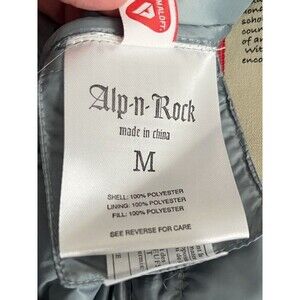 Alp-n-Rock
made in china
M
SHELL: 100% POLYESTER
LINING: 100% POLYESTER
FILL: 100% POLYESTER
SEE REVERSE FOR CARE